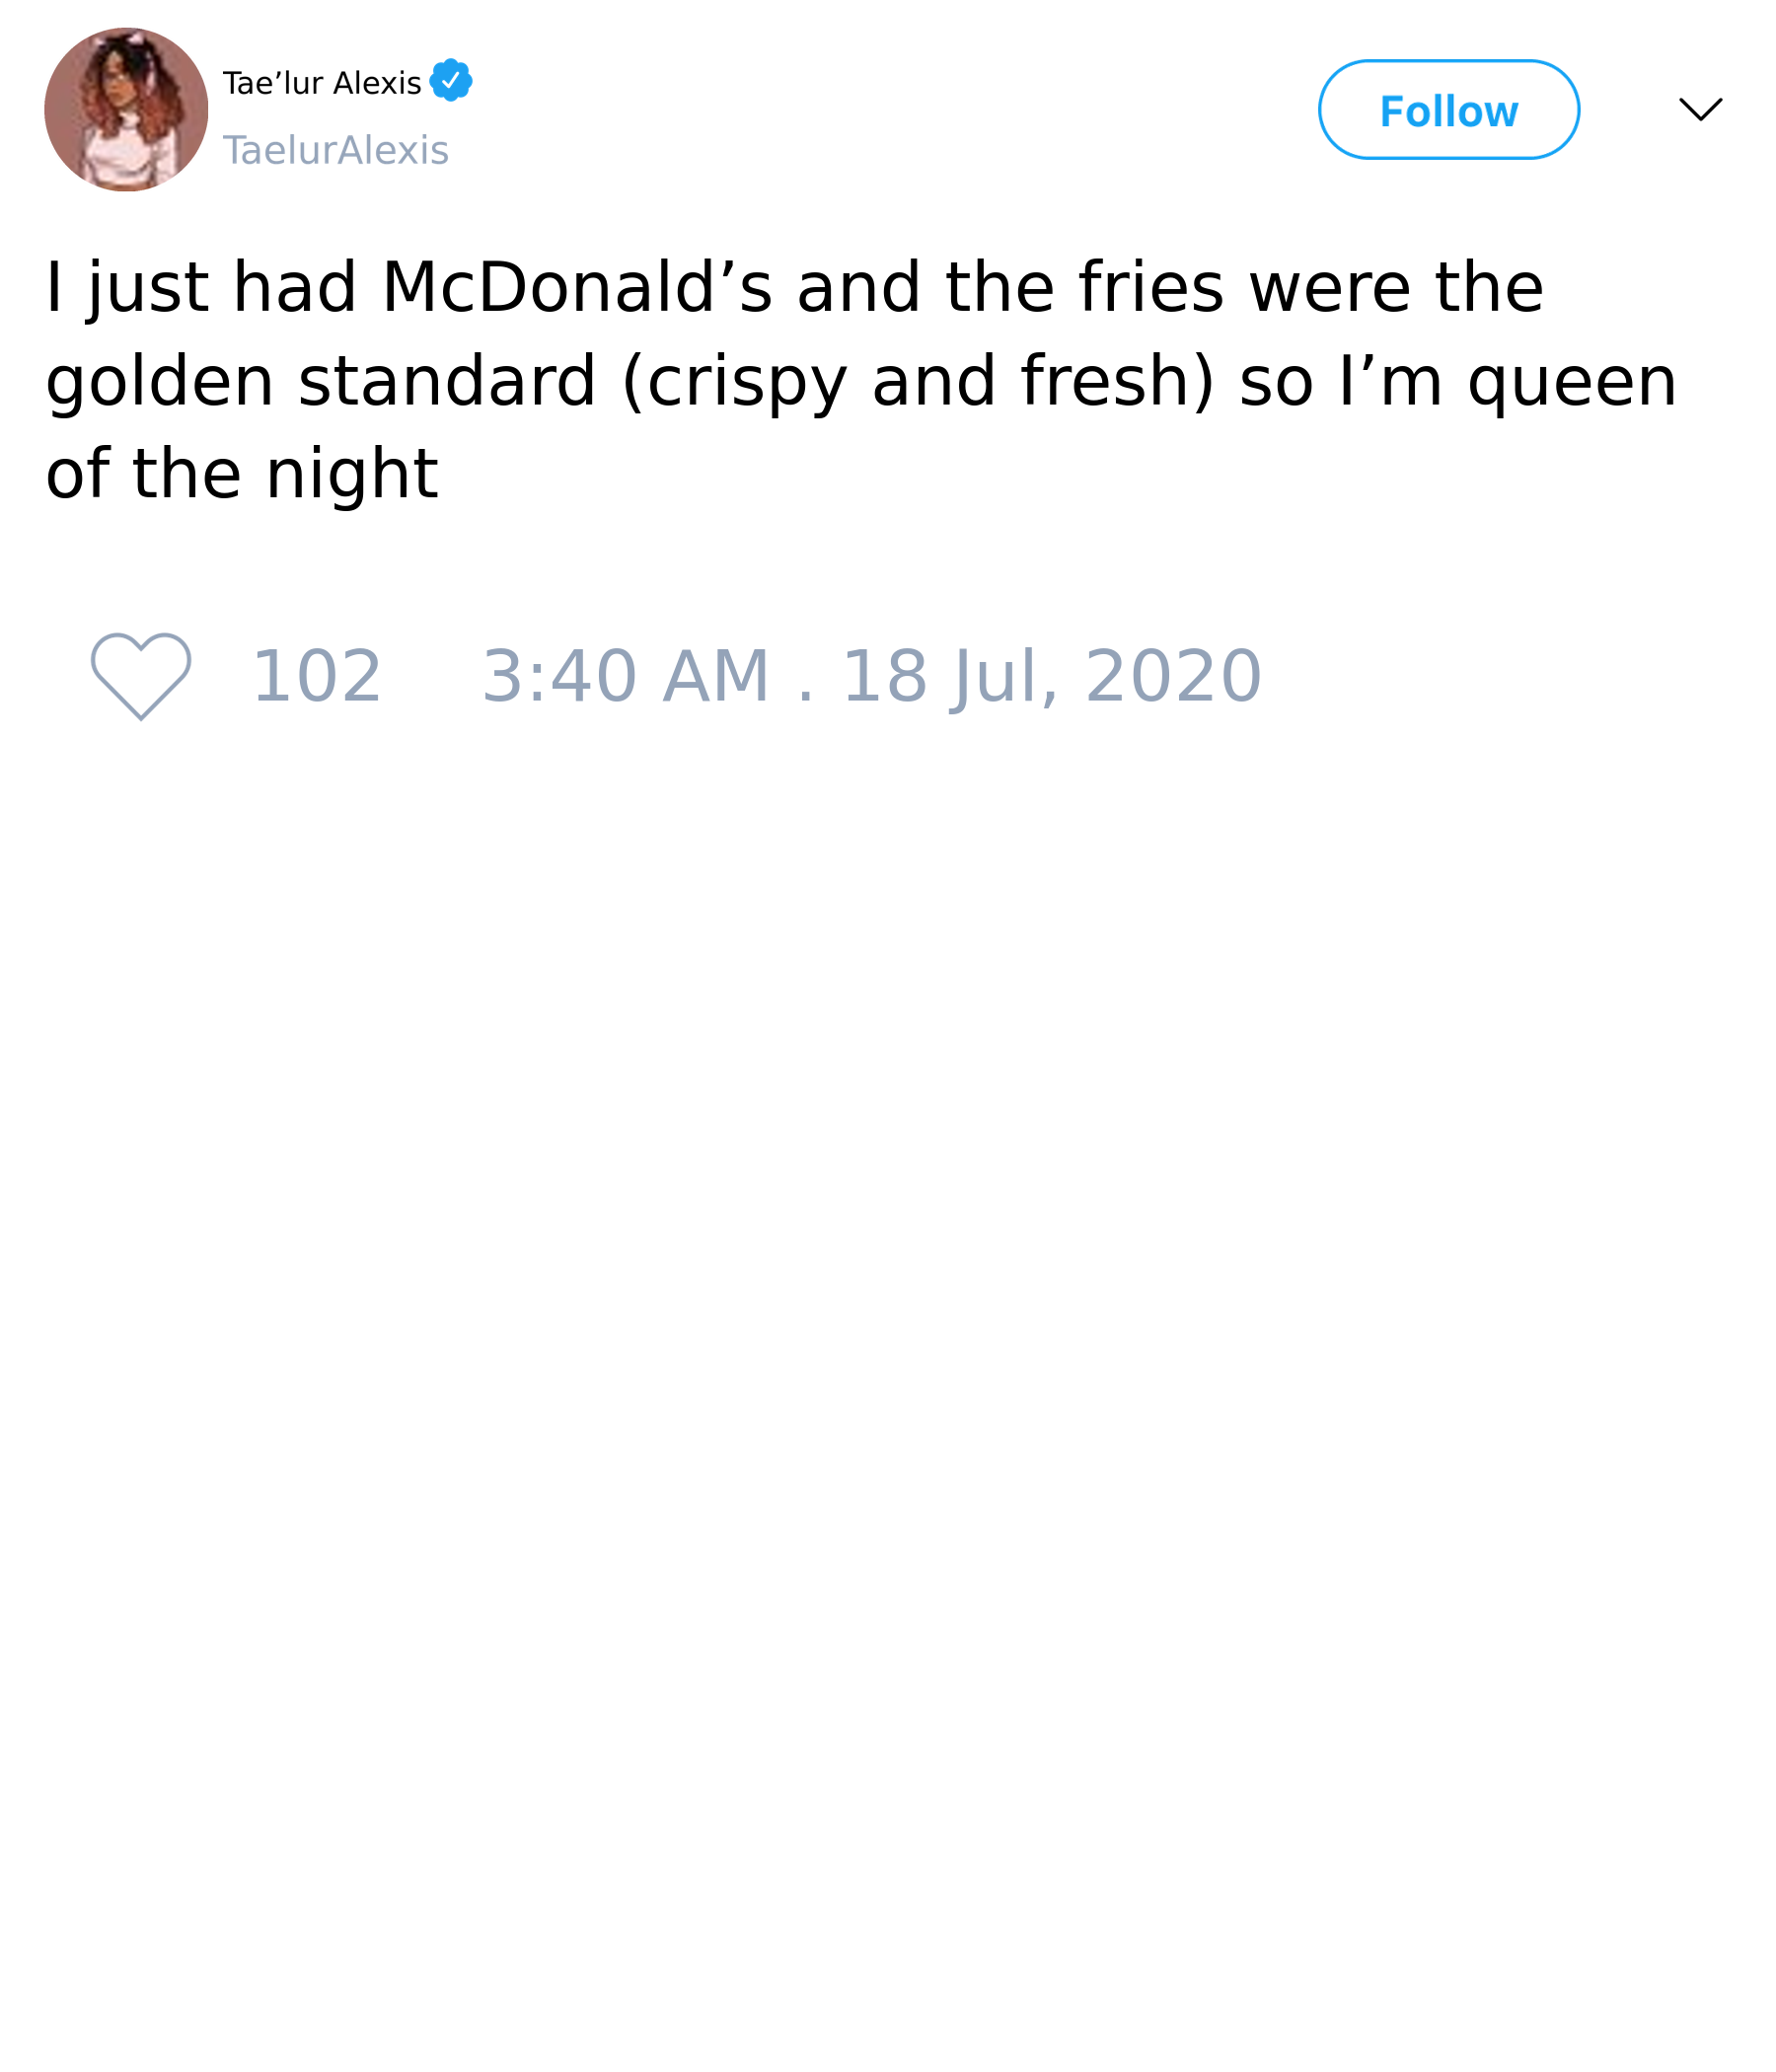 Tae’lur Alexis
TaelurAlexis
Follow
I just had McDonald’s and the fries were the
golden standard (crispy and fresh) so I’m queen
of the night
102 3:40 AM . 18 Jul, 2020